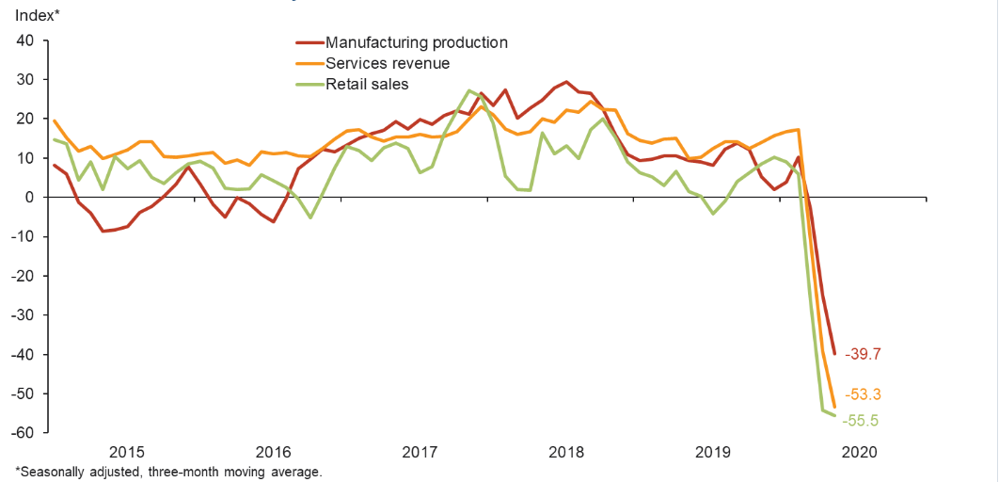 Index*
Manufacturing production
Services revenue
Retail sales
40
30
20
10
0
-10
-20
-30
-40
-50
-60
-39.7
-53.3
-55.5
2015 2016 2017 2018 2019 2020
*Seasonally adjusted, three-month moving average.